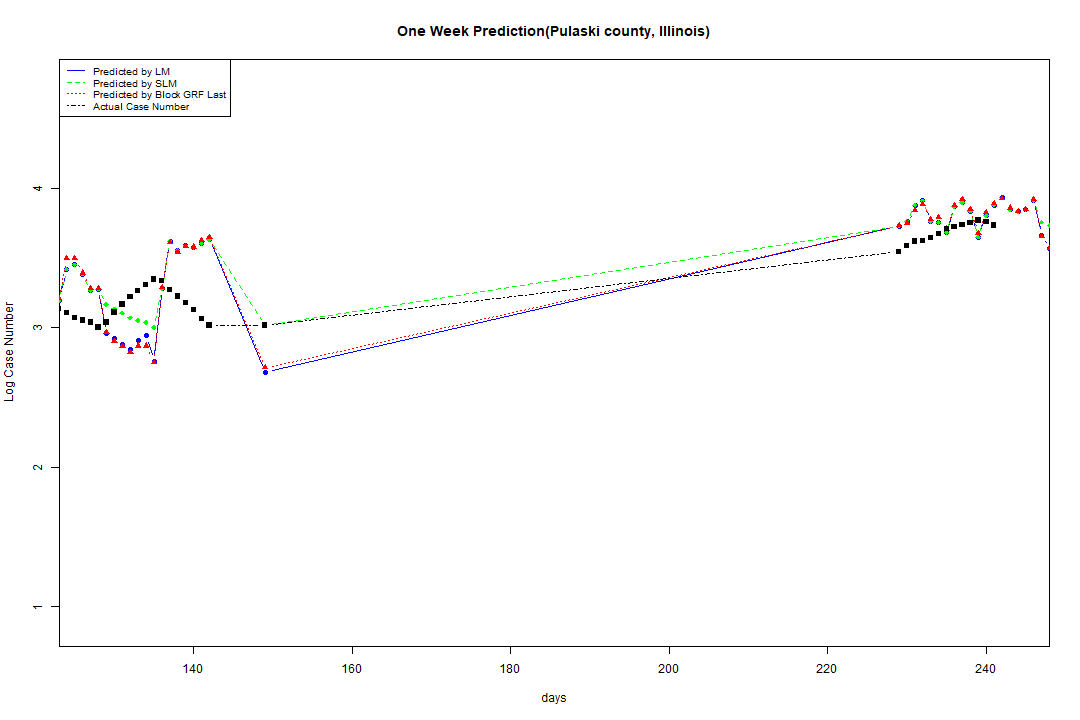 One Week Prediction(Pulaski county, Illinois)
Predicted by LM
Predicted by SLM
Predicted by Block GRF Last
Actual Case Number
4
3
2
1
Log Case Number
140 160 180 200 220 240
days